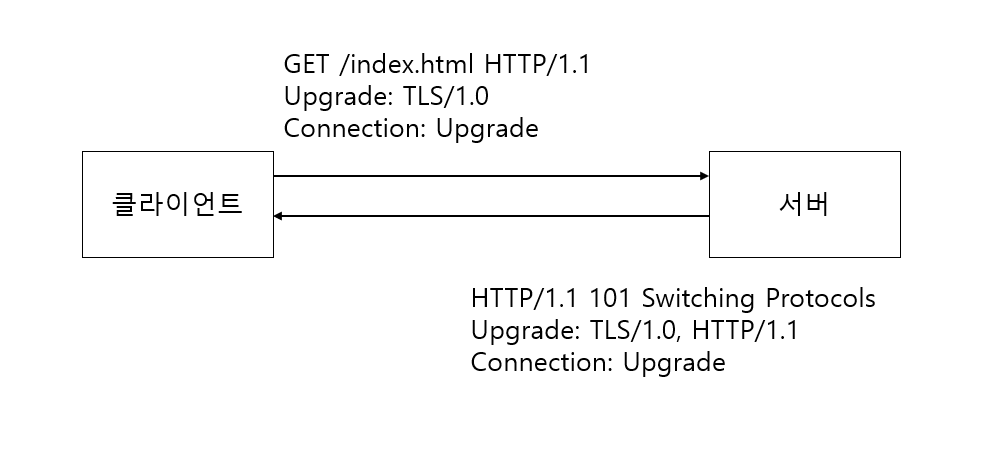 GET /index.html HTTP/1.1
Upgrade: TLS/1.0
Connection: Upgrade
클라이언트
서버
HTTP/1.1 101 Switching Protocols
Upgrade: TLS/1.0, HTTP/1.1
Connection: Upgrade